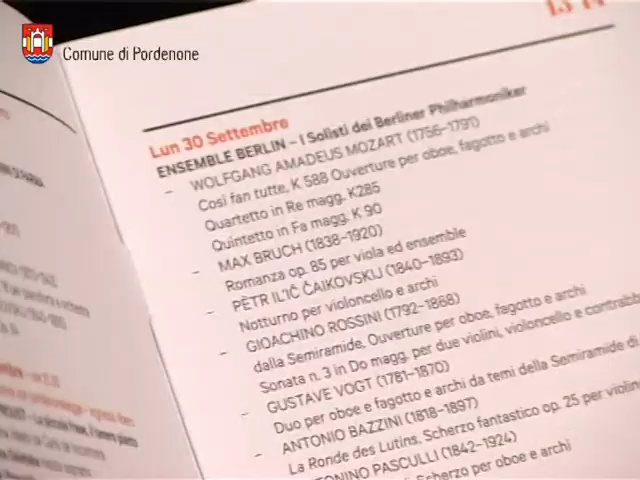 Comune di Pordenone
13/14
Lun 30 Settembre
ENSEMBLE BERLIN – I Solisti dei Berliner Philharmoniker
– WOLFGANG AMADEUS MOZART (1756–1791)
Così fan tutte, K 588 Ouverture per oboe, fagotto e archi
Quartetto in Re magg. K285
Quintetto in Fa magg. K 90
– MAX BRUCH (1838–1920)
Romanza op. 85 per viola ed ensemble
– PËTR IL'IČ ČAIKOVSKIJ (1840–1893)
Notturno per violoncello e archi
– GIOACHINO ROSSINI (1792–1868)
dalla Semiramide, Ouverture per oboe, fagotto e archi
Sonata n. 3 in Do magg. per due violini, violoncello e contrabb
– GUSTAVE VOGT (1781–1870)
Duo per oboe e fagotto e archi da temi della Semiramide di
– ANTONIO BAZZINI (1818–1897)
La Ronde des Lutins, Scherzo fantastico op. 25 per violin
PASCULLI (1842–1924)
Scherzo per oboe e archi